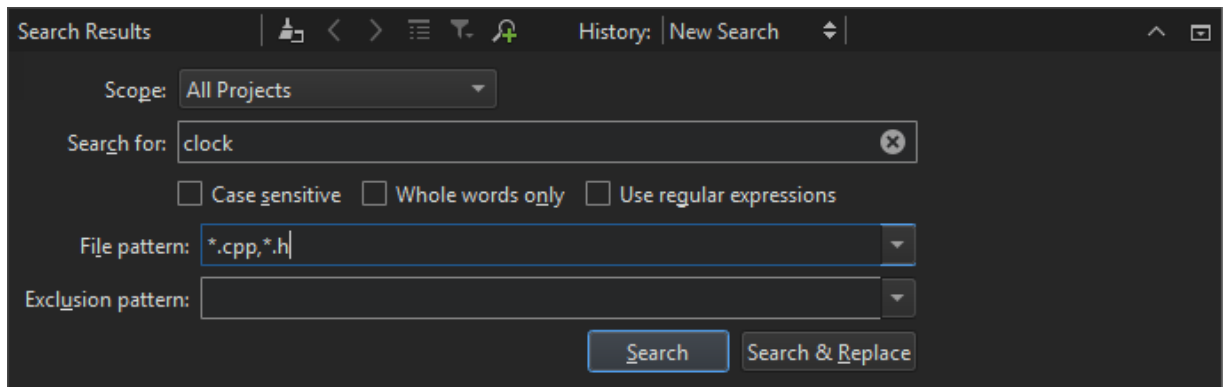 Search Results History: New Search
Scope: All Projects
Search for: clock
Case sensitive Whole words only Use regular expressions
File pattern: *.cpp,*.h
Exclusion pattern:
Search Search & Replace